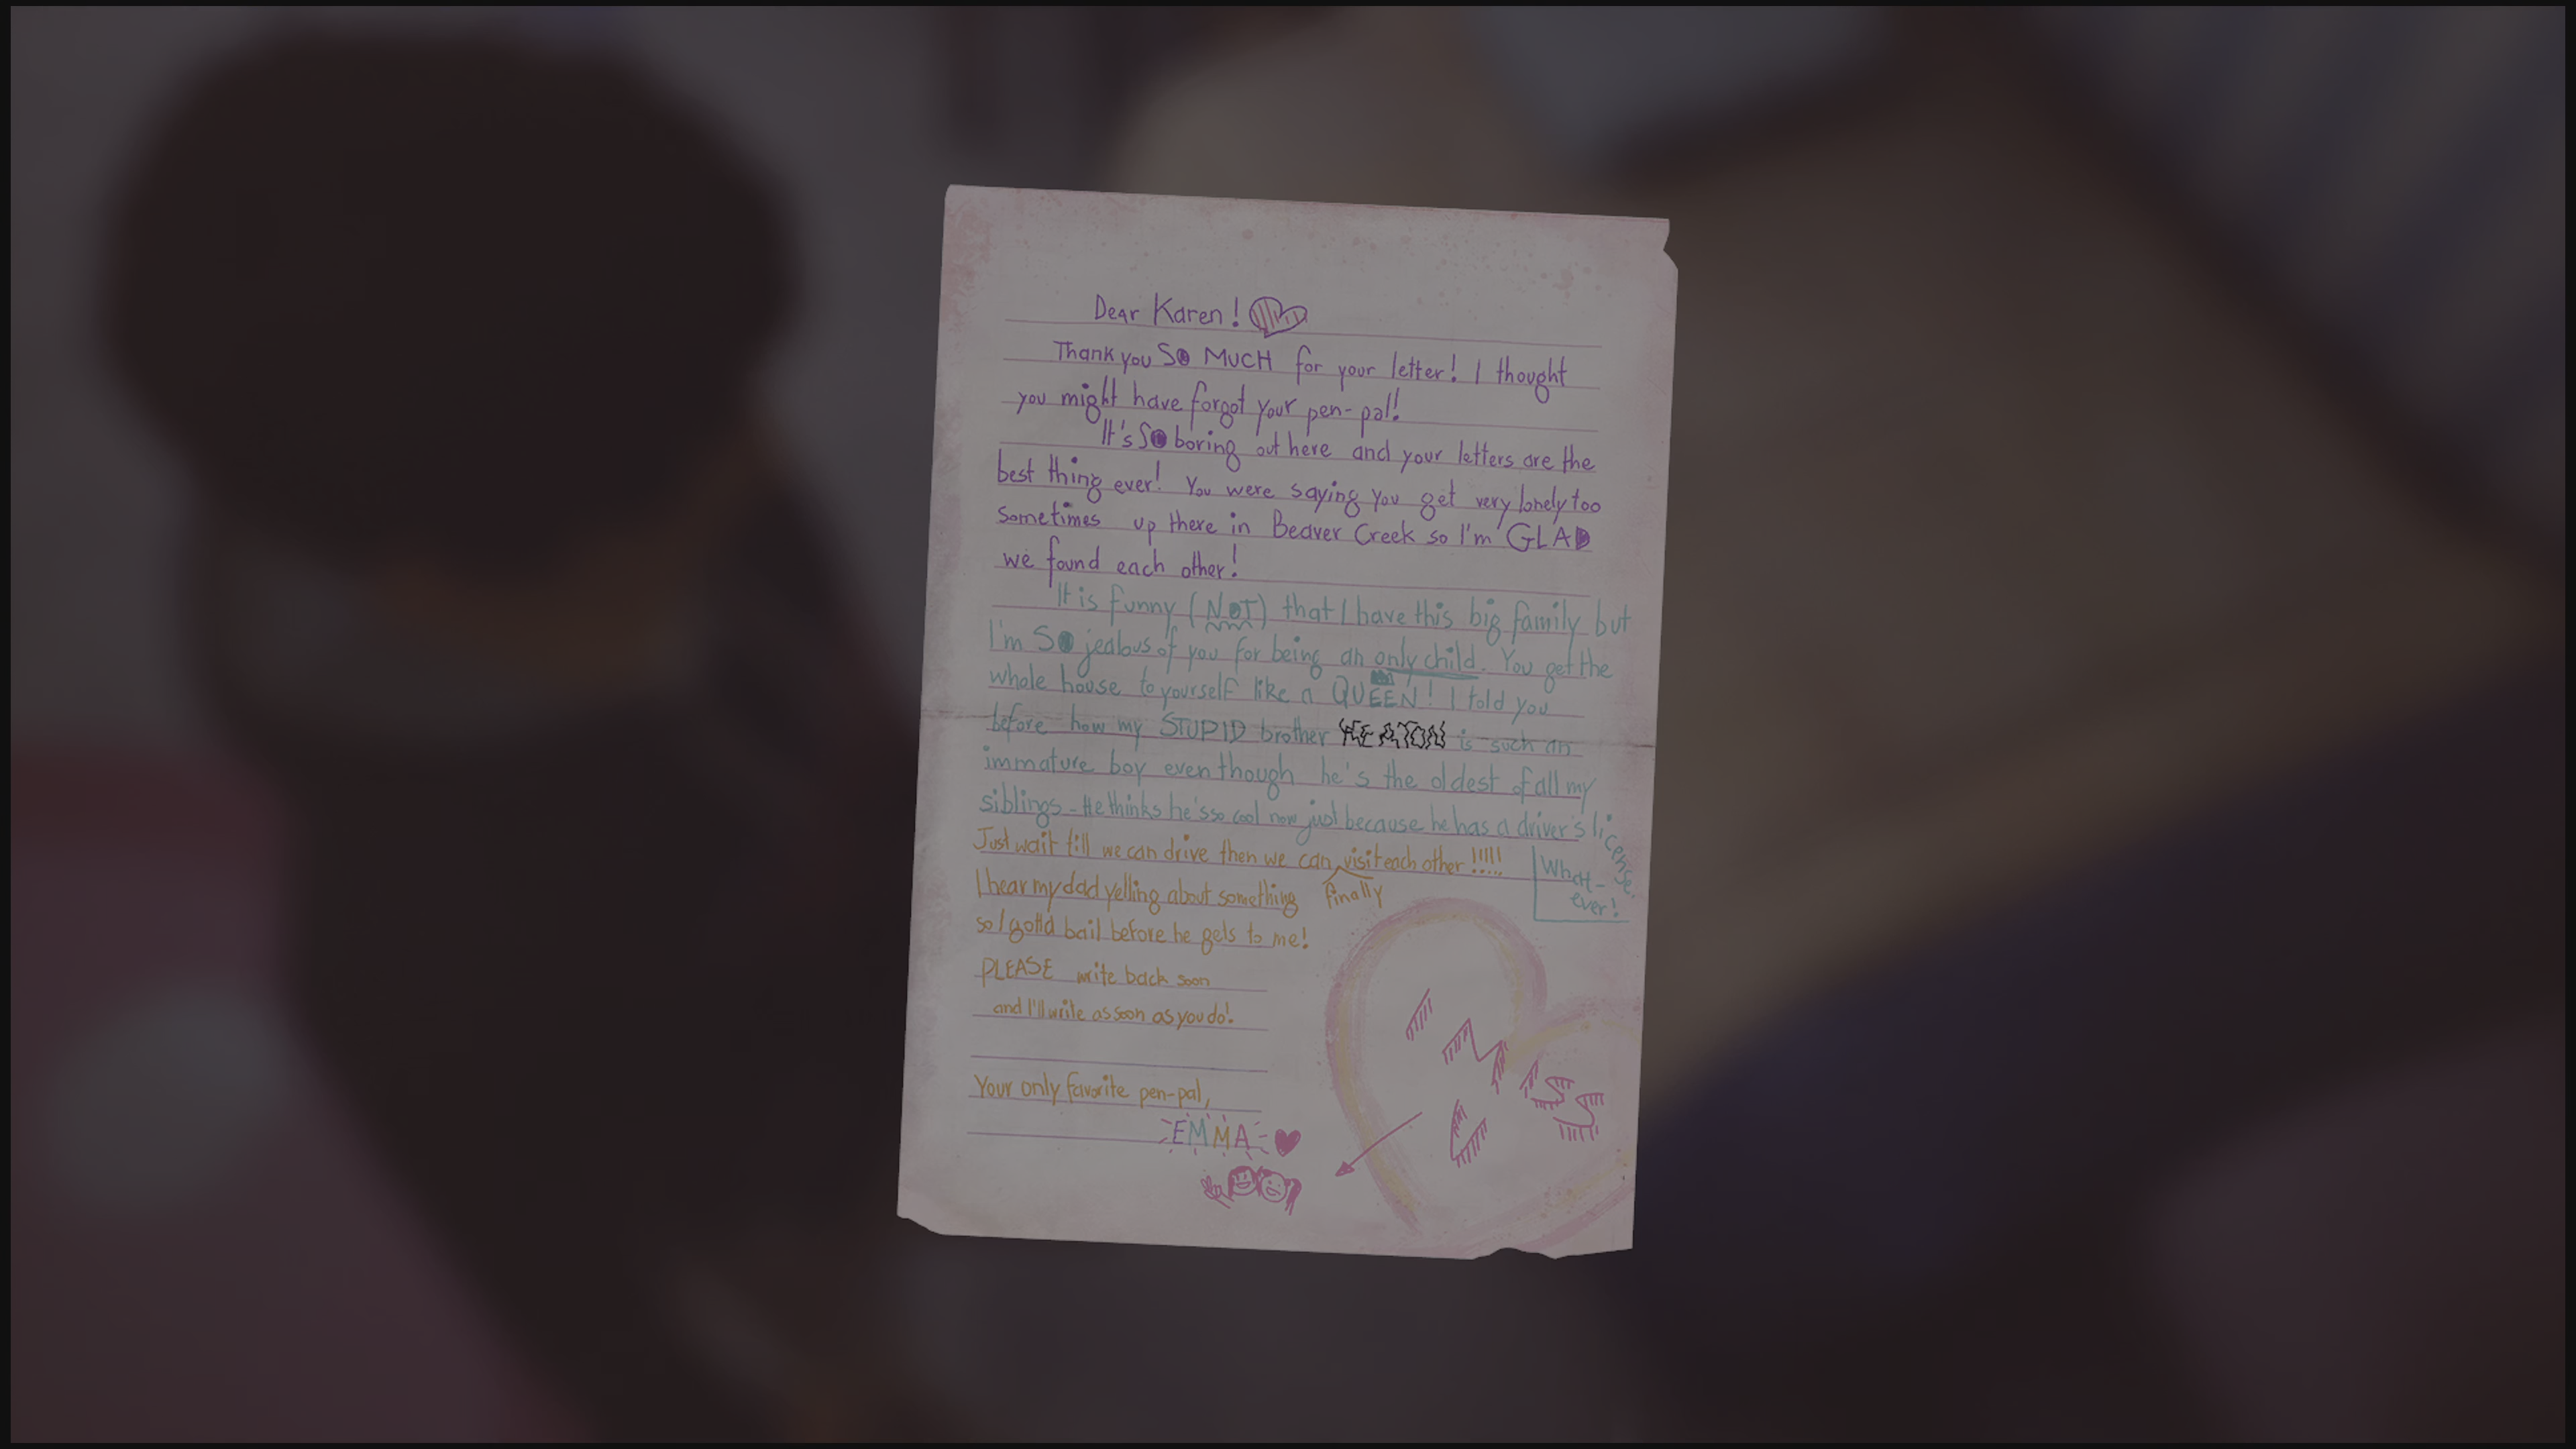 Dear Karen!
Thank you SO MUCH for your letter! I thought
you might have forgot your pen-pal!
It's SO boring out here and your letters are the
best thing ever! You were saying you get very lonely too
sometimes up there in Beaver Creek so I'm GLAD
we found each other!
It is funny (NOT) that I have this big family but
I'm SO jealous of you for being an only child. You get the
whole house to yourself like a QUEEN! I told you
before how my STUPID brother KEATON is such an
immature boy even though he's the oldest of all my
siblings - He thinks he's so cool now just because he has a driver's license.
What-
ever!
Just wait till we can drive then we can visit each other !!!!!
finally
I hear my dad yelling about something
so I gotta bail before he gets to me!
PLEASE write back soon
and I'll write as soon as you do!
Your only favorite pen-pal,
EMMA
I MISS U